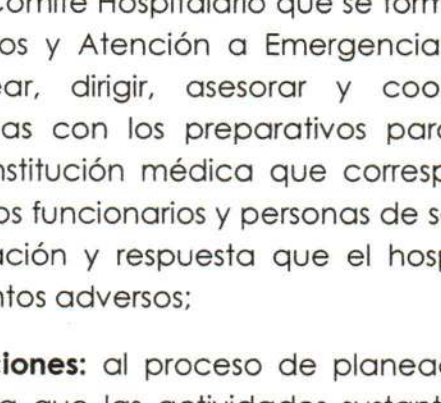 Comité Hospitalario que se form
os y Atención a Emergencia
ear, dirigir, asesorar y coo
as con los preparativos para
nstitución médica que corresp
os funcionarios y personas de s
ación y respuesta que el hosp
ntos adversos;
ciones: al proceso de planead
a que las actividades sustant